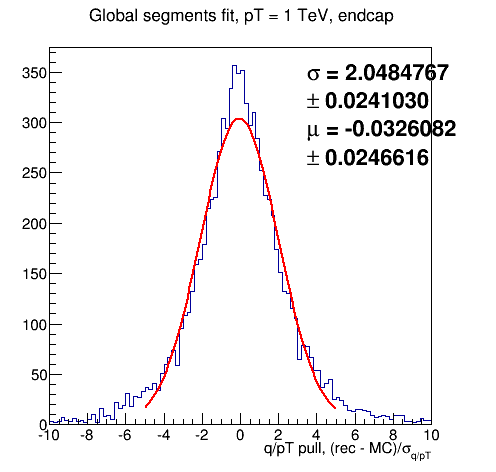 Global segments fit, pT = 1 TeV, endcap
σ = 2.0484767
± 0.0241030
μ = -0.0326082
± 0.0246616
350
300
250
200
150
100
50
0
-10 -8 -6 -4 -2 0 2 4 6 8 10
q/pT pull, (rec - MC)/σq/pT